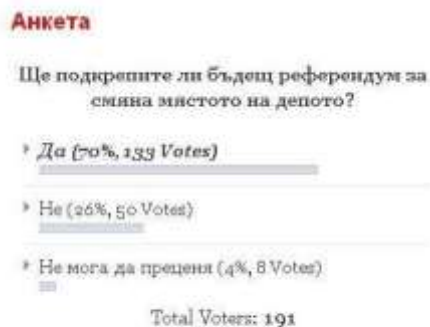 Анкета
Ще подкрепите ли бъдещ референдум за
смяна мястото на депото?
Да (70%, 133 Votes)
Не (26%, 50 Votes)
Не мога да преценя (4%, 8 Votes)
Total Voters: 191